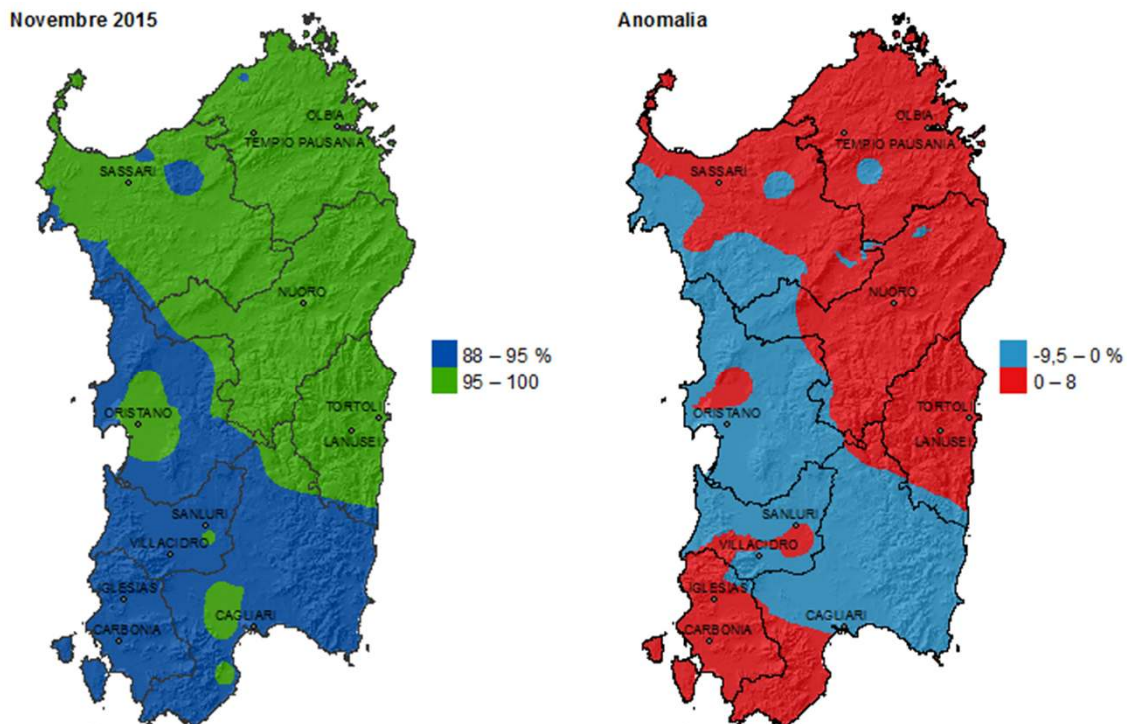 Novembre 2015
OLBIA
TEMPIO PAUSANIA
SASSARI
NUORO
88 – 95 %
95 – 100
ORISTANO
TORTOLI
LANUSEI
SANLURI
VILLACIDRO
IGLESIAS
CAGLIARI
CARBONIA
Anomalia
OLBIA
TEMPIO PAUSANIA
SASSARI
NUORO
-9,5 – 0 %
0 – 8
ORISTANO
TORTOLI
LANUSEI
SANLURI
VILLACIDRO
IGLESIAS
CAGLIARI
CARBONIA